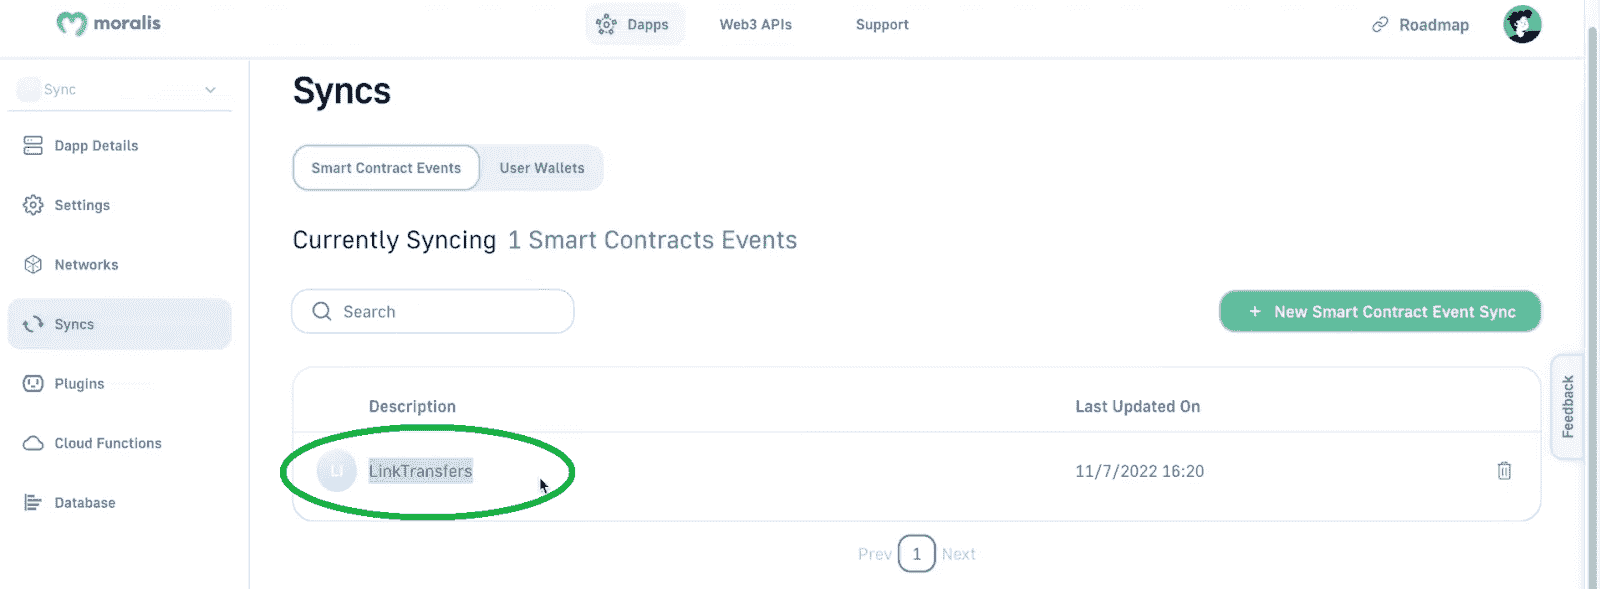 moralis
Dapps
Web3 APIs
Support
Roadmap
Sync
Dapp Details
Settings
Networks
Syncs
Plugins
Cloud Functions
Database
Syncs
Smart Contract Events
User Wallets
Currently Syncing 1 Smart Contracts Events
Search
+ New Smart Contract Event Sync
Description
Last Updated On
LI
LinkTransfers
11/7/2022 16:20
Prev 1 Next
Feedback